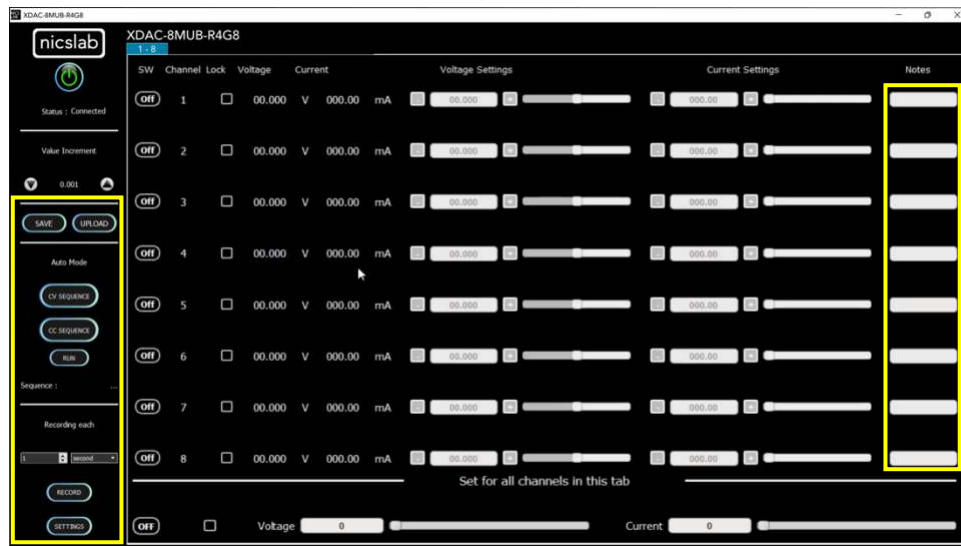 XDAC-8MUB-R4G8
nicslab
Status : Connected
Value Increment
0.001
SAVE UPLOAD
Auto Mode
CV SEQUENCE
CC SEQUENCE
RUN
Sequence : ...
Recording each
1 second
RECORD
SETTINGS
XDAC-8MUB-R4G8
1 - 8
SW Channel Lock Voltage Current Voltage Settings Current Settings Notes
Off 1 00.000 V 000.00 mA - 00.000 + - 000.00 +
Off 2 00.000 V 000.00 mA - 00.000 + - 000.00 +
Off 3 00.000 V 000.00 mA - 00.000 + - 000.00 +
Off 4 00.000 V 000.00 mA - 00.000 + - 000.00 +
Off 5 00.000 V 000.00 mA - 00.000 + - 000.00 +
Off 6 00.000 V 000.00 mA - 00.000 + - 000.00 +
Off 7 00.000 V 000.00 mA - 00.000 + - 000.00 +
Off 8 00.000 V 000.00 mA - 00.000 + - 000.00 +
Set for all channels in this tab
OFF Voltage 0 Current 0